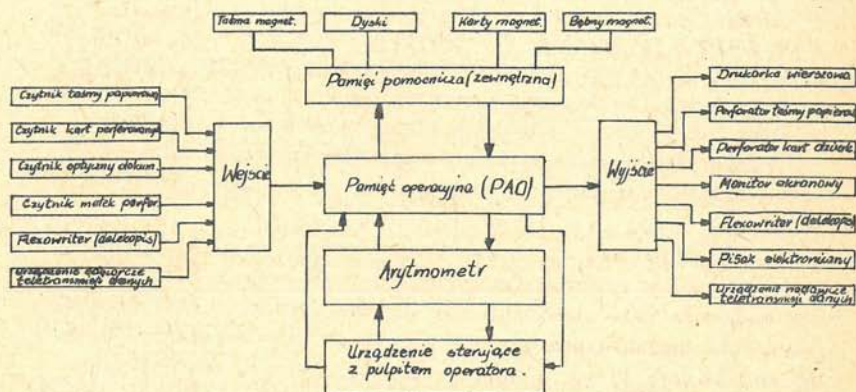 Taśma magnet.
Dyski
Karty magnet.
Bębny magnet.
Pamięć pomocnicza (zewnętrzna)
Czytnik taśmy papierowej
Czytnik kart perforowanych
Czytnik optyczny dokum.
Czytnik metek perfor.
Flexowriter (dalekopis)
Urządzenie odbiorcze
teletransmisji danych
Wejście
Pamięć operacyjna (PAO)
Arytmometr
Urządzenie sterujące
z pulpitem operatora.
Wyjście
Drukarka wierszowa
Perforator taśmy papierow.
Perforator kart dziurk.
Monitor ekranowy
Flexowriter (dalekopis)
Pisak elektroniczny
Urządzenie nadawcze
teletransmisji danych